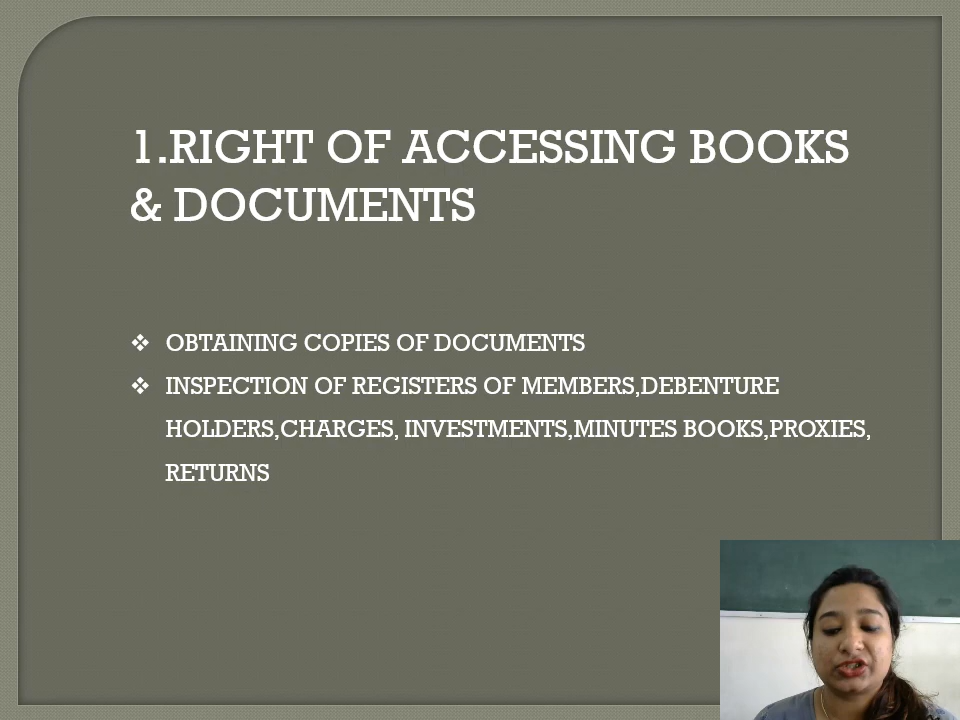 1.RIGHT OF ACCESSING BOOKS
& DOCUMENTS
❖ OBTAINING COPIES OF DOCUMENTS
❖ INSPECTION OF REGISTERS OF MEMBERS,DEBENTURE
HOLDERS,CHARGES, INVESTMENTS,MINUTES BOOKS,PROXIES,
RETURNS